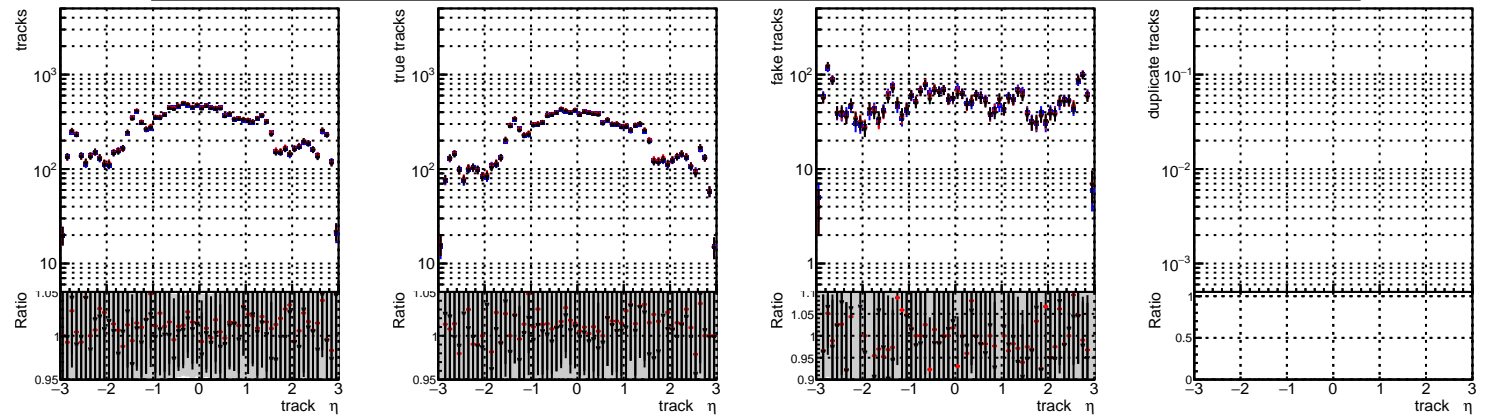 tracks
10³
10²
10
1.05
Ratio
1
0.95
−3 −2 −1 0 1 2 3
track η
true tracks
10³
10²
10
1.05
Ratio
1
0.95
−3 −2 −1 0 1 2 3
track η
fake tracks
10²
10
1
1.1
Ratio
1.05
1
0.95
0.9
−3 −2 −1 0 1 2 3
track η
duplicate tracks
10⁻¹
10⁻²
10⁻³
Ratio
1
0.5
0
−3 −2 −1 0 1 2 3
track η